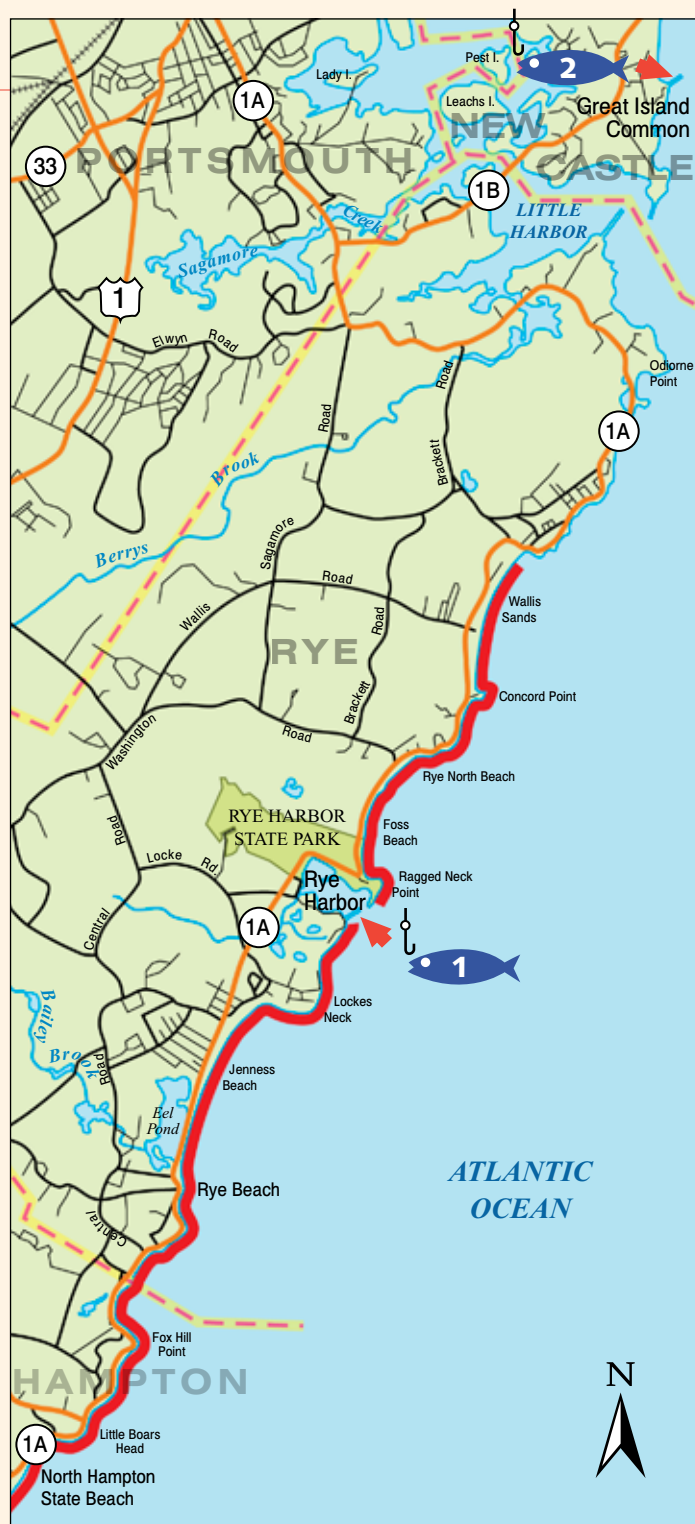 Pest I.
2
Lady I.
Leachs I.
Great Island
Common
1A
NEW
CASTLE
PORTSMOUTH
33
1B
Creek
LITTLE
HARBOR
Sagamore
1
Elwyn Road
Odiorne
Point
Road
Brackett
Road
1A
Brook
Berrys
Sagamore
Road
Wallis
Road
Wallis
Sands
RYE
Brackett
Concord Point
Washington
Road
Rye North Beach
RYE HARBOR
STATE PARK
Foss
Beach
Road
Locke Rd.
Rye
Harbor
Ragged Neck
Point
Central
1A
1
Lockes
Neck
Bailey
Brook
Road
Jenness
Beach
Eel
Pond
ATLANTIC
OCEAN
Rye Beach
Central
Fox Hill
Point
HAMPTON
N
Little Boars
Head
1A
North Hampton
State Beach